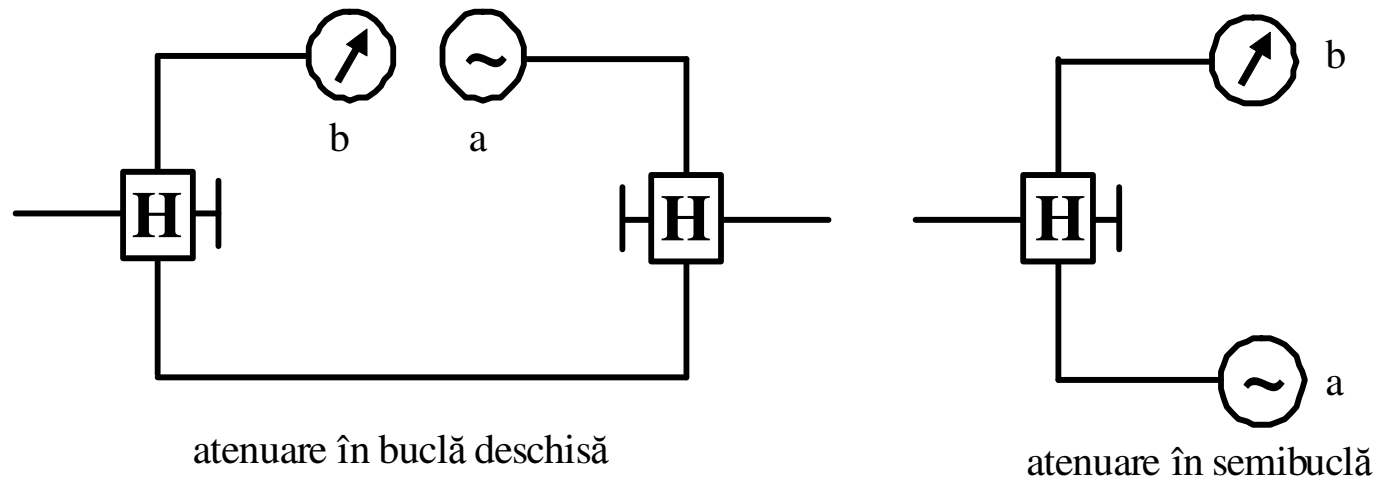 b
a
H
H
atenuare în buclă deschisă
b
H
a
atenuare în semibuclă